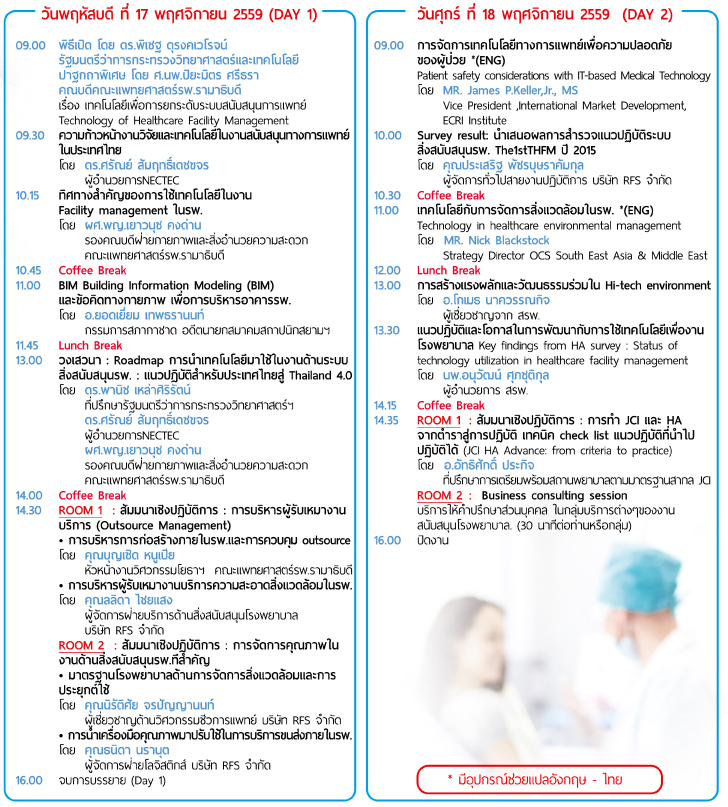 วันพฤหัสบดี ที่ 17 พฤศจิกายน 2559 (DAY 1)
09.00 พิธีเปิด โดย ดร.พิเชฐ ดุรงคเวโรจน์
รัฐมนตรีว่าการกระทรวงวิทยาศาสตร์และเทคโนโลยี
ปาฐกถาพิเศษ โดย ศ.นพ.ปิยะมิตร ศรีธรา
คณบดีคณะแพทยศาสตร์รพ.รามาธิบดี
เรื่อง เทคโนโลยีเพื่อการยกระดับระบบสนับสนุนการแพทย์
Technology of Healthcare Facility Management
09.30 ความก้าวหน้างานวิจัยและเทคโนโลยีในงานสนับสนุนทางการแพทย์
ในประเทศไทย
โดย ดร.ศรัณย์ สัมฤทธิ์เดชขจร
ผู้อำนวยการNECTEC
10.15 ทิศทางสำคัญของการใช้เทคโนโลยีในงาน
Facility management ในรพ.
โดย ผศ.พญ.เยาวนุช คงด่าน
รองคณบดีฝ่ายกายภาพและสิ่งอำนวยความสะดวก
คณะแพทยศาสตร์รพ.รามาธิบดี
10.45 Coffee Break
11.00 BIM Building Information Modeling (BIM)
และข้อคิดทางกายภาพ เพื่อการบริหารอาคารรพ.
โดย อ.ยอดเยี่ยม เทพธรานนท์
กรรมการสภากาชาด อดีตนายกสมาคมสถาปนิกสยามฯ
11.45 Lunch Break
13.00 วงเสวนา : Roadmap การนำเทคโนโลยีมาใช้ในงานด้านระบบ
สิ่งสนับสนุนรพ. : แนวปฏิบัติสำหรับประเทศไทยสู่ Thailand 4.0
โดย ดร.พานิช เหล่าศิริรัตน์
ที่ปรึกษารัฐมนตรีว่าการกระทรวงวิทยาศาสตร์ฯ
ดร.ศรัณย์ สัมฤทธิ์เดชขจร
ผู้อำนวยการNECTEC
ผศ.พญ.เยาวนุช คงด่าน
รองคณบดีฝ่ายกายภาพและสิ่งอำนวยความสะดวก
คณะแพทยศาสตร์รพ.รามาธิบดี
14.00 Coffee Break
14.30 ROOM 1 : สัมมนาเชิงปฏิบัติการ : การบริหารผู้รับเหมางาน
บริการ (Outsource Management)
• การบริหารการก่อสร้างภายในรพ.และการควบคุม outsource
โดย คุณบุญเชิด หนูเปีย
หัวหน้างานวิศวกรรมโยธาฯ คณะแพทยศาสตร์รพ.รามาธิบดี
• การบริหารผู้รับเหมางานบริการความสะอาดสิ่งแวดล้อมในรพ.
โดย คุณลลิดา ไชยแสง
ผู้จัดการฝ่ายบริการด้านสิ่งสนับสนุนโรงพยาบาล
บริษัท RFS จำกัด
ROOM 2 : สัมมนาเชิงปฏิบัติการ : การจัดการคุณภาพใน
งานด้านสิ่งสนับสนุนรพ.ที่สำคัญ
• มาตรฐานโรงพยาบาลด้านการจัดการสิ่งแวดล้อมและการ
ประยุกต์ใช้
โดย คุณนิรัติศัย จรปัญญานนท์
ผู้เชี่ยวชาญด้านวิศวกรรมชีวการแพทย์ บริษัท RFS จำกัด
• การนำเครื่องมือคุณภาพมาปรับใช้ในการบริการขนส่งภายในรพ.
โดย คุณธนิดา นรานุต
ผู้จัดการฝ่ายโลจิสติกส์ บริษัท RFS จำกัด
16.00 จบการบรรยาย (Day 1)
วันศุกร์ ที่ 18 พฤศจิกายน 2559 (DAY 2)
09.00 การจัดการเทคโนโลยีทางการแพทย์เพื่อความปลอดภัย
ของผู้ป่วย *(ENG)
Patient safety considerations with IT-based Medical Technology
โดย MR. James P.Keller,Jr., MS
Vice President ,International Market Development,
ECRI Institute
10.00 Survey result: นำเสนอผลการสำรวจแนวปฏิบัติระบบ
สิ่งสนับสนุนรพ. The1stTHFM ปี 2015
โดย คุณประเสริฐ พัชรบุษราคัมกุล
ผู้จัดการทั่วไปสายงานปฏิบัติการ บริษัท RFS จำกัด
10.30 Coffee Break
11.00 เทคโนโลยีกับการจัดการสิ่งแวดล้อมในรพ. *(ENG)
Technology in healthcare environmental management
โดย MR. Nick Blackstock
Strategy Director OCS South East Asia & Middle East
12.00 Lunch Break
13.00 การสร้างแรงผลักและวัฒนธรรมร่วมใน Hi-tech environment
โดย อ.โกเมธ นาควรรณกิจ
ผู้เชี่ยวชาญจาก สรพ.
13.30 แนวปฏิบัติและโอกาสในการพัฒนากับการใช้เทคโนโลยีเพื่องาน
โรงพยาบาล Key findings from HA survey : Status of
technology utilization in healthcare facility management
โดย นพ.อนุวัฒน์ ศุภชุติกุล
ผู้อำนวยการ สรพ.
14.15 Coffee Break
14.35 ROOM 1 : สัมมนาเชิงปฏิบัติการ : การทำ JCI และ HA
จากตำราสู่การปฏิบัติ เทคนิค check list แนวปฏิบัติที่นำไป
ปฏิบัติได้ (JCI HA Advance: from criteria to practice)
โดย อ.อิทธิศักดิ์ ประกิจ
ที่ปรึกษาการเตรียมพร้อมสถานพยาบาลตามมาตรฐานสากล JCI
ROOM 2 : Business consulting session
บริการให้คำปรึกษาส่วนบุคคล ในกลุ่มบริการต่างๆของงาน
สนับสนุนโรงพยาบาล. (30 นาทีต่อท่านหรือกลุ่ม)
16.00 ปิดงาน
* มีอุปกรณ์ช่วยแปลอังกฤษ - ไทย